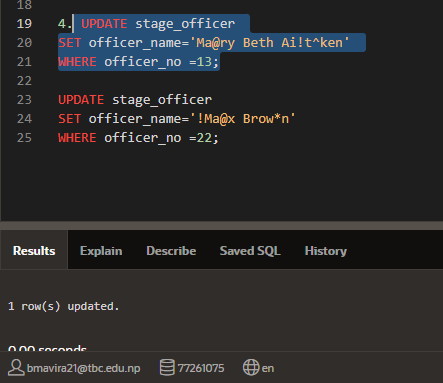 18
19 4. UPDATE stage_officer
20 SET officer_name='Ma@ry Beth Ai!t^ken'
21 WHERE officer_no =13;
22
23 UPDATE stage_officer
24 SET officer_name='!Ma@x Brow*n'
25 WHERE officer_no =22;
Results Explain Describe Saved SQL History
1 row(s) updated.
0.00 seconds
bmavira21@tbc.edu.np 77261075 en